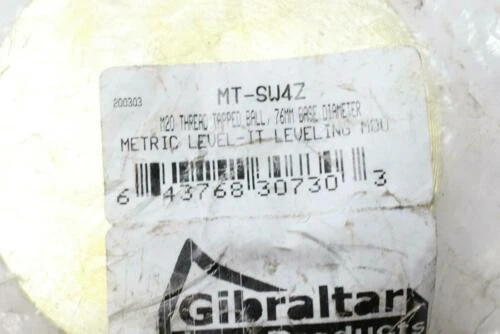 MT-SW4Z
200303
M20 THREAD TAPPED BALL, 76MM BASE DIAMETER
METRIC LEVEL-IT LEVELING MOU
6 43768 30730 3
Gibraltar
Products